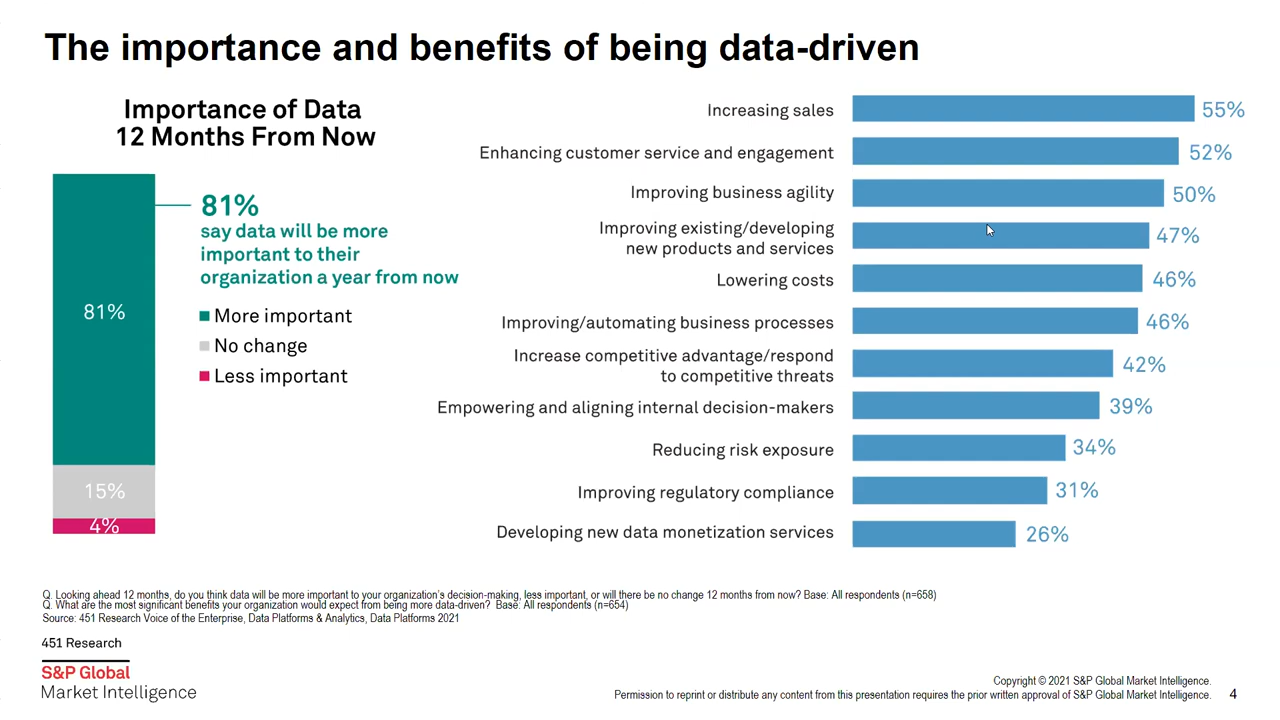 The importance and benefits of being data-driven
Importance of Data
12 Months From Now
81%
say data will be more
important to their
organization a year from now
81%
15%
4%
More important
No change
Less important
Increasing sales 55%
Enhancing customer service and engagement 52%
Improving business agility 50%
Improving existing/developing
new products and services 47%
Lowering costs 46%
Improving/automating business processes 46%
Increase competitive advantage/respond
to competitive threats 42%
Empowering and aligning internal decision-makers 39%
Reducing risk exposure 34%
Improving regulatory compliance 31%
Developing new data monetization services 26%
Q. Looking ahead 12 months, do you think data will be more important to your organization's decision-making, less important, or will there be no change 12 months from now? Base: All respondents (n=658)
Q. What are the most significant benefits your organization would expect from being more data-driven? Base: All respondents (n=654)
Source: 451 Research Voice of the Enterprise, Data Platforms & Analytics, Data Platforms 2021
451 Research
S&P Global
Market Intelligence
Copyright © 2021 S&P Global Market Intelligence.
Permission to reprint or distribute any content from this presentation requires the prior written approval of S&P Global Market Intelligence. 4